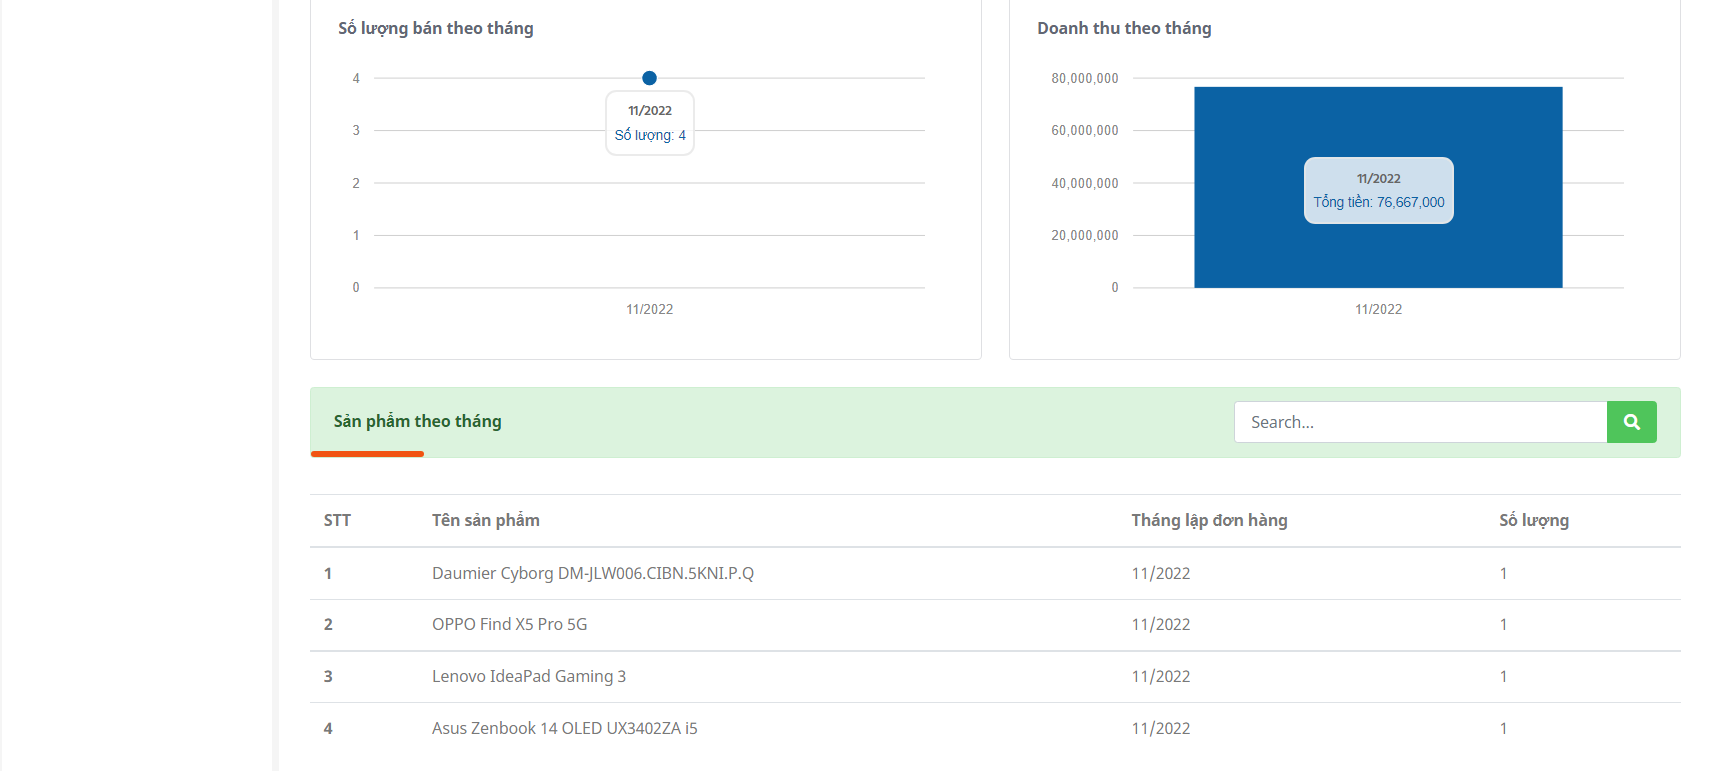 Số lượng bán theo tháng
4
3
2
1
0
11/2022
Số lượng: 4
11/2022
Doanh thu theo tháng
80,000,000
60,000,000
40,000,000
20,000,000
0
11/2022
Tổng tiền: 76,667,000
11/2022
Sản phẩm theo tháng
Search...
STT Tên sản phẩm Tháng lập đơn hàng Số lượng
1 Daumier Cyborg DM-JLW006.CIBN.5KNI.P.Q 11/2022 1
2 OPPO Find X5 Pro 5G 11/2022 1
3 Lenovo IdeaPad Gaming 3 11/2022 1
4 Asus Zenbook 14 OLED UX3402ZA i5 11/2022 1